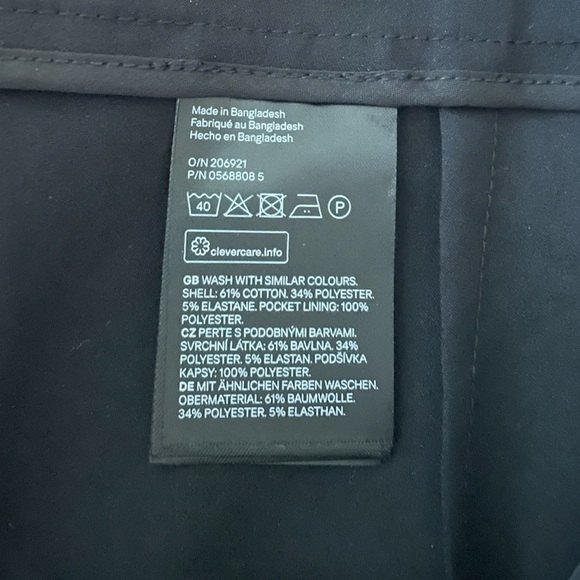 Made in Bangladesh
Fabriqué au Bangladesh
Hecho en Bangladesh
O/N 206921
P/N 0568808 5
40 P
clevercare.info
GB WASH WITH SIMILAR COLOURS.
SHELL: 61% COTTON. 34% POLYESTER.
5% ELASTANE. POCKET LINING: 100%
POLYESTER.
CZ PERTE S PODOBNÝMI BARVAMI.
SVRCHNÍ LÁTKA: 61% BAVLNA. 34%
POLYESTER. 5% ELASTAN. PODŠÍVKA
KAPSY: 100% POLYESTER.
DE MIT ÄHNLICHEN FARBEN WASCHEN.
OBERMATERIAL: 61% BAUMWOLLE.
34% POLYESTER. 5% ELASTHAN.